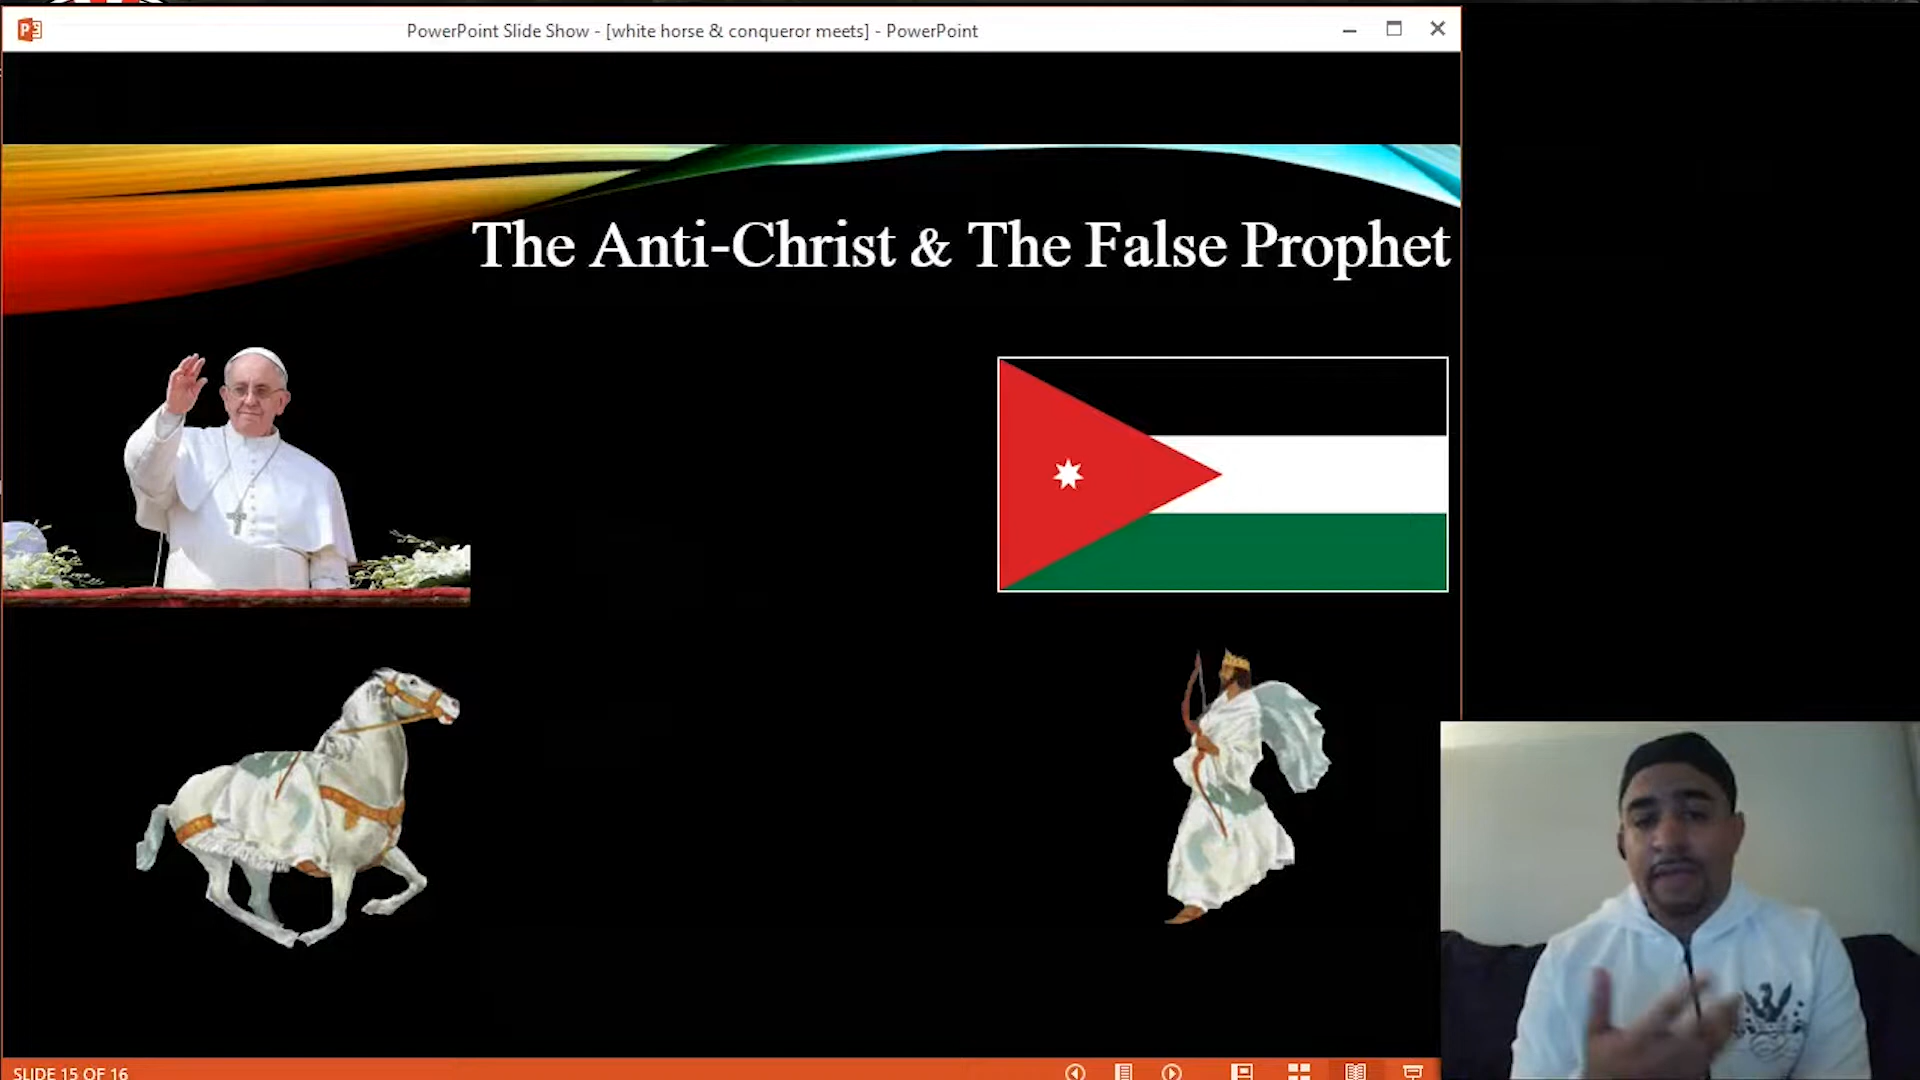 PowerPoint Slide Show - [white horse & conqueror meets] - PowerPoint
The Anti-Christ & The False Prophet
SLIDE 15 OF 16